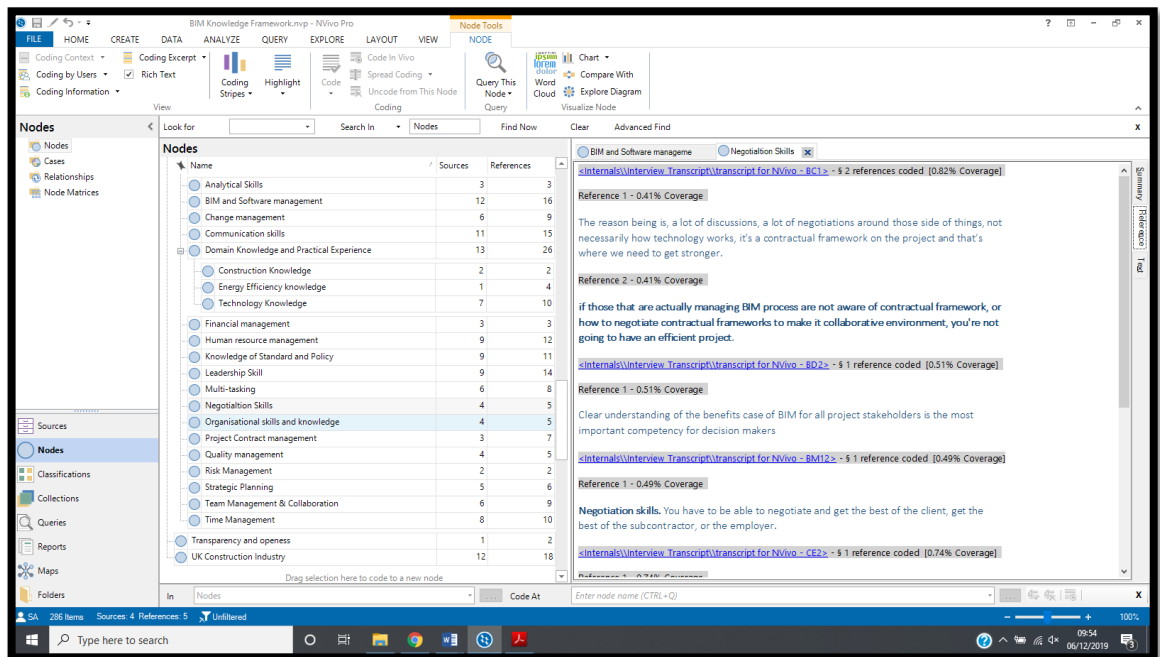 BIM Knowledge Framework.nvp - NVivo Pro
Node Tools
?
FILE HOME CREATE DATA ANALYZE QUERY EXPLORE LAYOUT VIEW NODE
Coding Context
Coding by Users
Coding Information
Coding Excerpt
Rich Text
View
Coding Stripes
Highlight
Code
Code In Vivo
Spread Coding
Uncode from This Node
Coding
Query This Node
Query
Word Cloud
Chart
Compare With
Explore Diagram
Visualize Node
Nodes
Look for Search In Nodes Find Now Clear Advanced Find x
Nodes
Cases
Relationships
Node Matrices
Sources
Nodes
Classifications
Collections
Queries
Reports
Maps
Folders
Nodes
Name Sources References
Analytical Skills 3 3
BIM and Software management 12 16
Change management 6 9
Communication skills 11 15
Domain Knowledge and Practical Experience 13 26
Construction Knowledge 2 2
Energy Efficiency knowledge 1 4
Technology Knowledge 7 10
Financial management 3 3
Human resource management 9 12
Knowledge of Standard and Policy 9 11
Leadership Skill 9 14
Multi-tasking 6 8
Negotialtion Skills 4 5
Organisational skills and knowledge 4 5
Project Contract management 3 7
Quality management 4 5
Risk Management 2 2
Strategic Planning 5 6
Team Management & Collaboration 6 9
Time Management 8 10
Transparency and openess 1 2
UK Construction Industry 12 18
Drag selection here to code to a new node
BIM and Software manageme
Negotialtion Skills
<Internals\\Interview Transcript\\transcript for NVivo - BC1> - § 2 references coded [0.82% Coverage]
Reference 1 - 0.41% Coverage
The reason being is, a lot of discussions, a lot of negotiations around those side of things, not
necessarily how technology works, it's a contractual framework on the project and that's
where we need to get stronger.
Reference 2 - 0.41% Coverage
if those that are actually managing BIM process are not aware of contractual framework, or
how to negotiate contractual frameworks to make it collaborative environment, you're not
going to have an efficient project.
<Internals\\Interview Transcript\\transcript for NVivo - BD2> - § 1 reference coded [0.51% Coverage]
Reference 1 - 0.51% Coverage
Clear understanding of the benefits case of BIM for all project stakeholders is the most
important competency for decision makers
<Internals\\Interview Transcript\\transcript for NVivo - BM12> - § 1 reference coded [0.49% Coverage]
Reference 1 - 0.49% Coverage
Negotiation skills. You have to be able to negotiate and get the best of the client, get the
best of the subcontractor, or the employer.
<Internals\\Interview Transcript\\transcript for NVivo - CE2> - § 1 reference coded [0.74% Coverage]
Reference 1 - 0.74% Coverage
Summary
Reference
Text
In Nodes ... Code At Enter node name (CTRL+Q) ... x
SA 286 Items Sources: 4 References: 5 Unfiltered 100%
Type here to search
09:54
06/12/2019
3